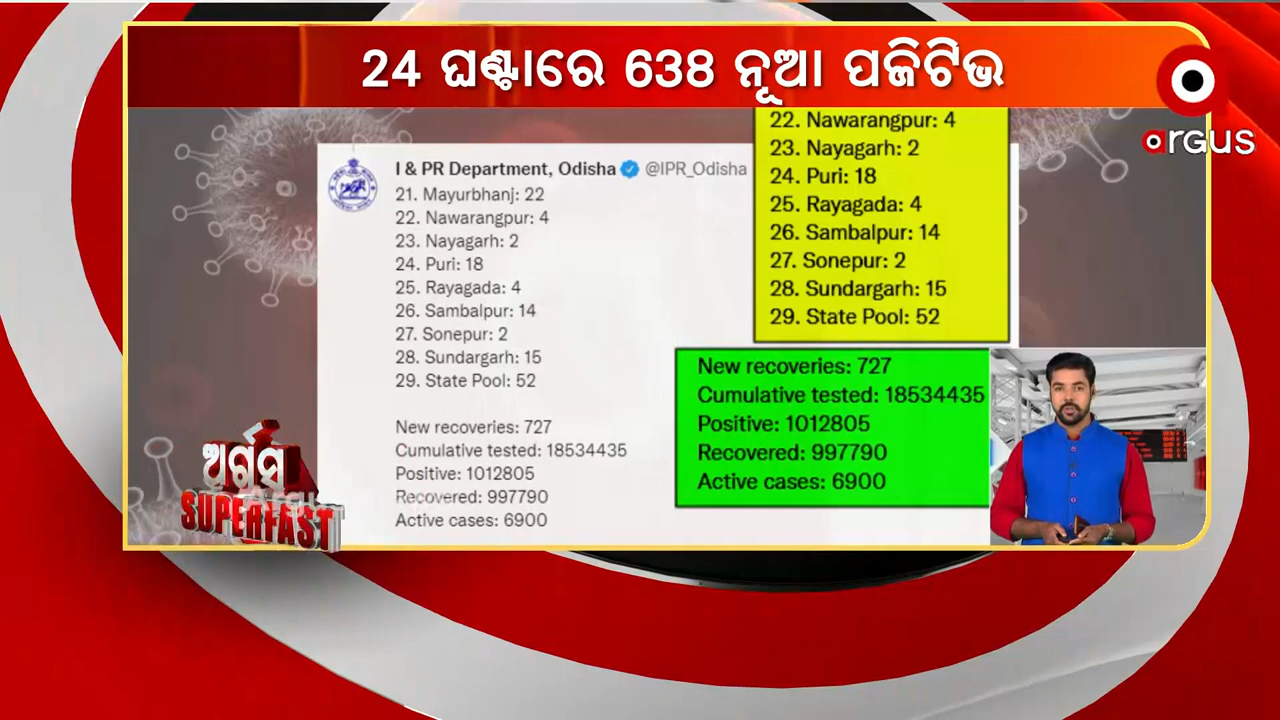 24 ଘଣ୍ଟାରେ 638 ନୂଆ ପଜିଟିଭ
argus
I & PR Department, Odisha @IPR_Odisha
21. Mayurbhanj: 22
22. Nawarangpur: 4
23. Nayagarh: 2
24. Puri: 18
25. Rayagada: 4
26. Sambalpur: 14
27. Sonepur: 2
28. Sundargarh: 15
29. State Pool: 52
New recoveries: 727
Cumulative tested: 18534435
Positive: 1012805
Recovered: 997790
Active cases: 6900
22. Nawarangpur: 4
23. Nayagarh: 2
24. Puri: 18
25. Rayagada: 4
26. Sambalpur: 14
27. Sonepur: 2
28. Sundargarh: 15
29. State Pool: 52
New recoveries: 727
Cumulative tested: 18534435
Positive: 1012805
Recovered: 997790
Active cases: 6900
ଅର୍ଗସ
SUPERFAST